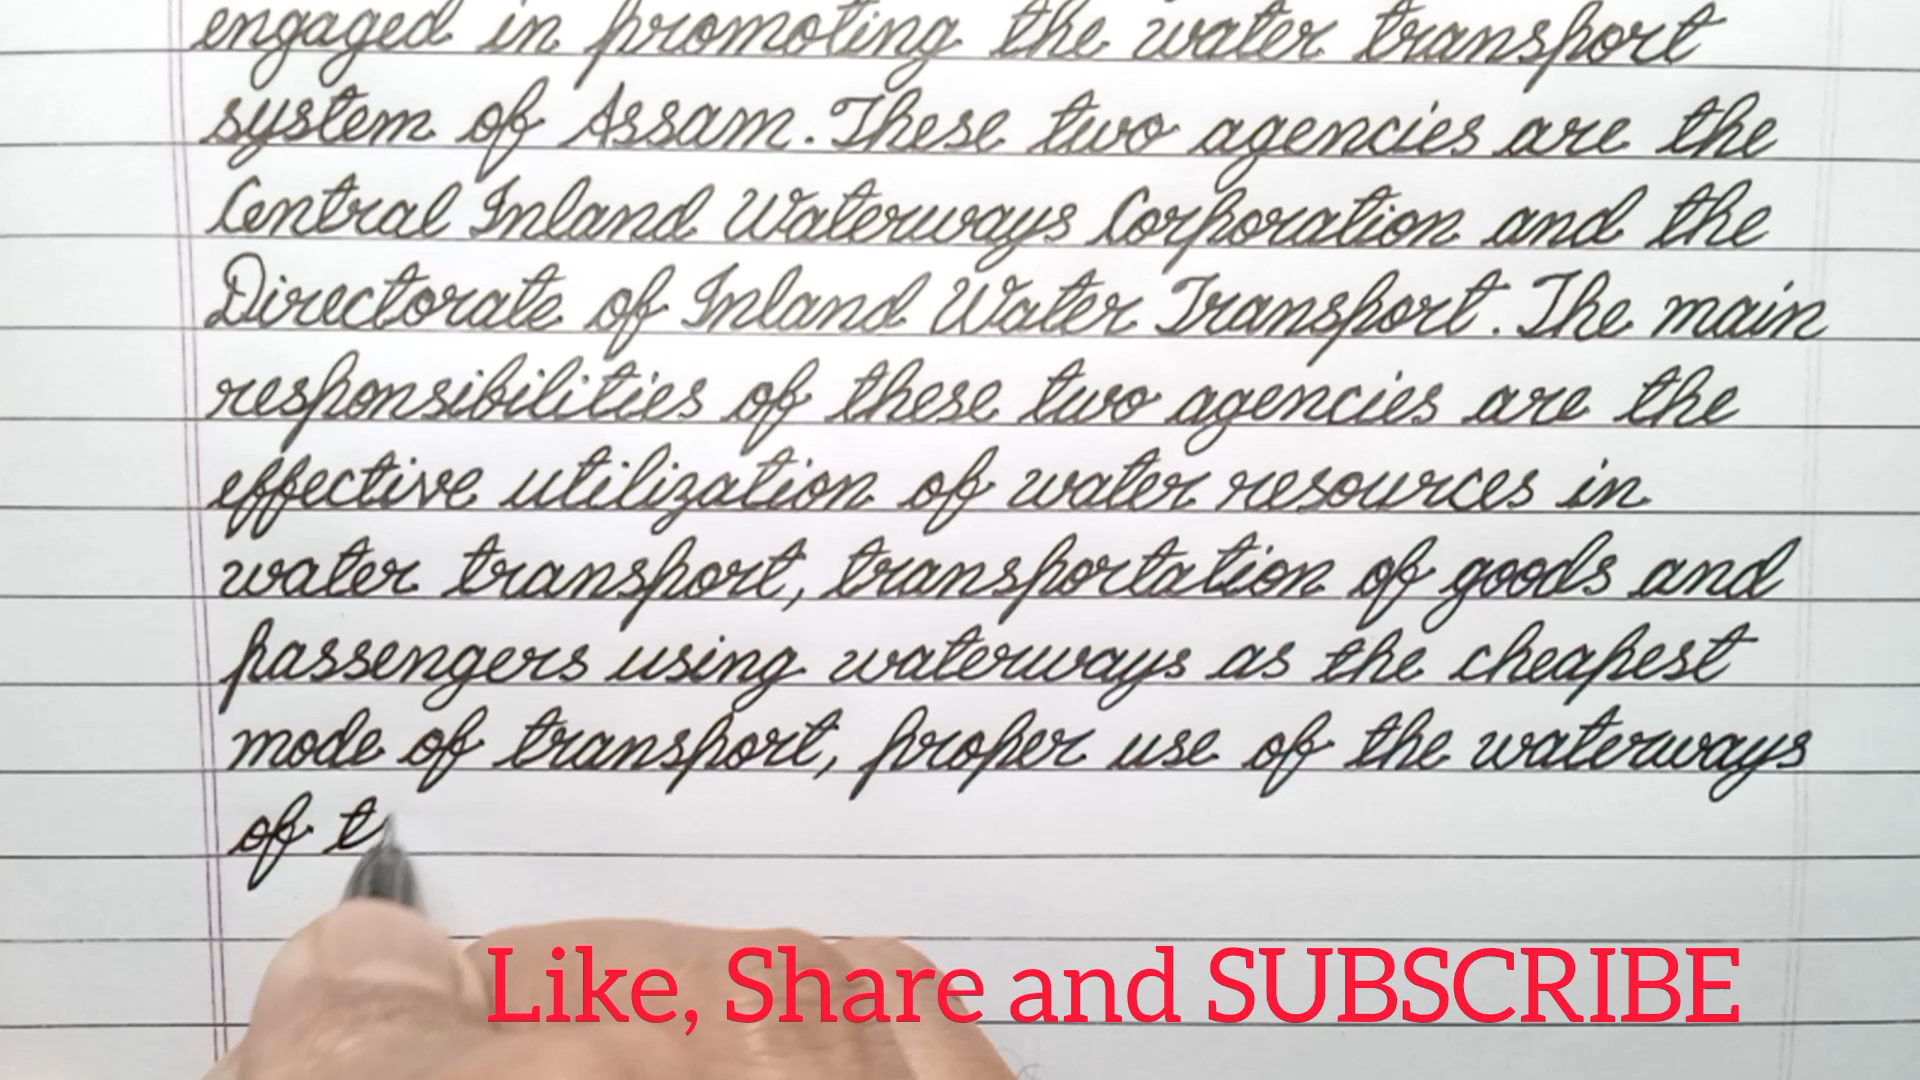 engaged in promoting the water transport
system of Assam. These two agencies are the
Central Inland Waterways Corporation and the
Directorate of Inland Water Transport. The main
responsibilities of these two agencies are the
effective utilization of water resources in
water transport, transportation of goods and
passengers using waterways as the cheapest
mode of transport, proper use of the waterways
of t
Like, Share and SUBSCRIBE